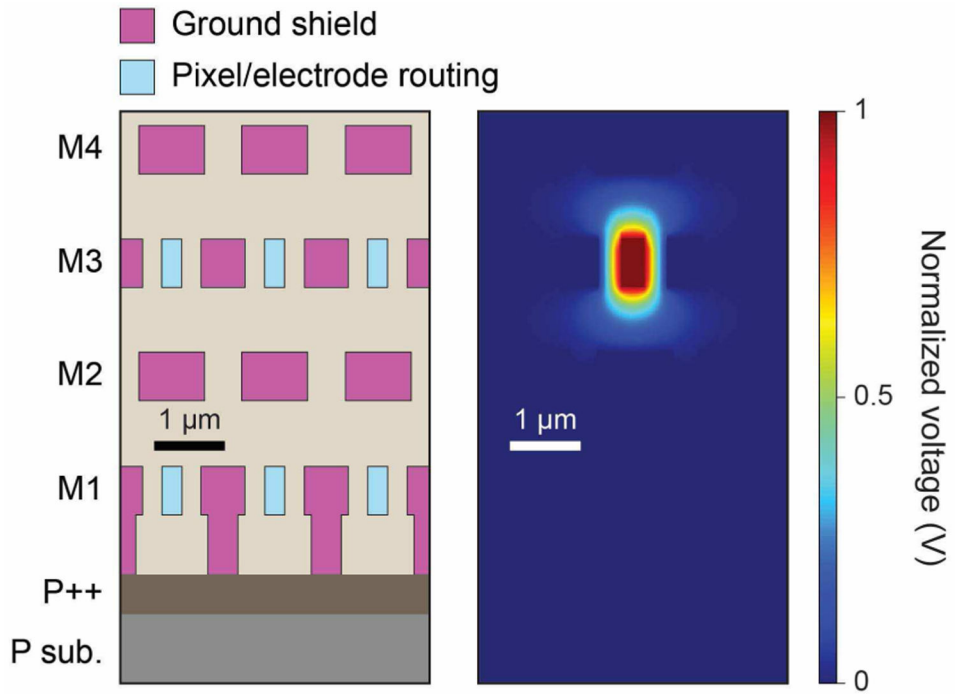 Ground shield
Pixel/electrode routing
M4
M3
M2
1 µm
M1
P++
P sub.
1 µm
1
0.5
0
Normalized voltage (V)